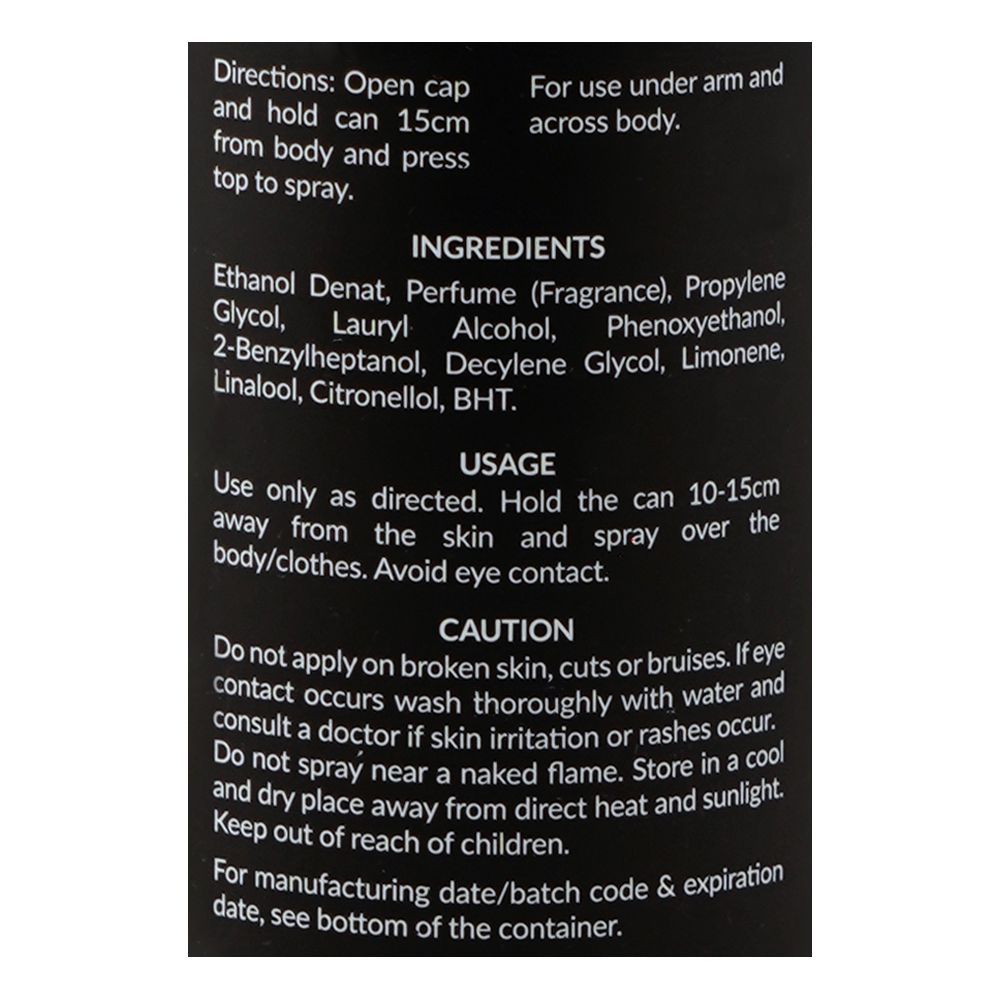 Directions: Open cap
and hold can 15cm
from body and press
top to spray.
For use under arm and
across body.
INGREDIENTS
Ethanol Denat, Perfume (Fragrance), Propylene
Glycol, Lauryl Alcohol, Phenoxyethanol,
2-Benzylheptanol, Decylene Glycol, Limonene,
Linalool, Citronellol, BHT.
USAGE
Use only as directed. Hold the can 10-15cm
away from the skin and spray over the
body/clothes. Avoid eye contact.
CAUTION
Do not apply on broken skin, cuts or bruises. If eye
contact occurs wash thoroughly with water and
consult a doctor if skin irritation or rashes occur.
Do not spray near a naked flame. Store in a cool
and dry place away from direct heat and sunlight.
Keep out of reach of children.
For manufacturing date/batch code & expiration
date, see bottom of the container.